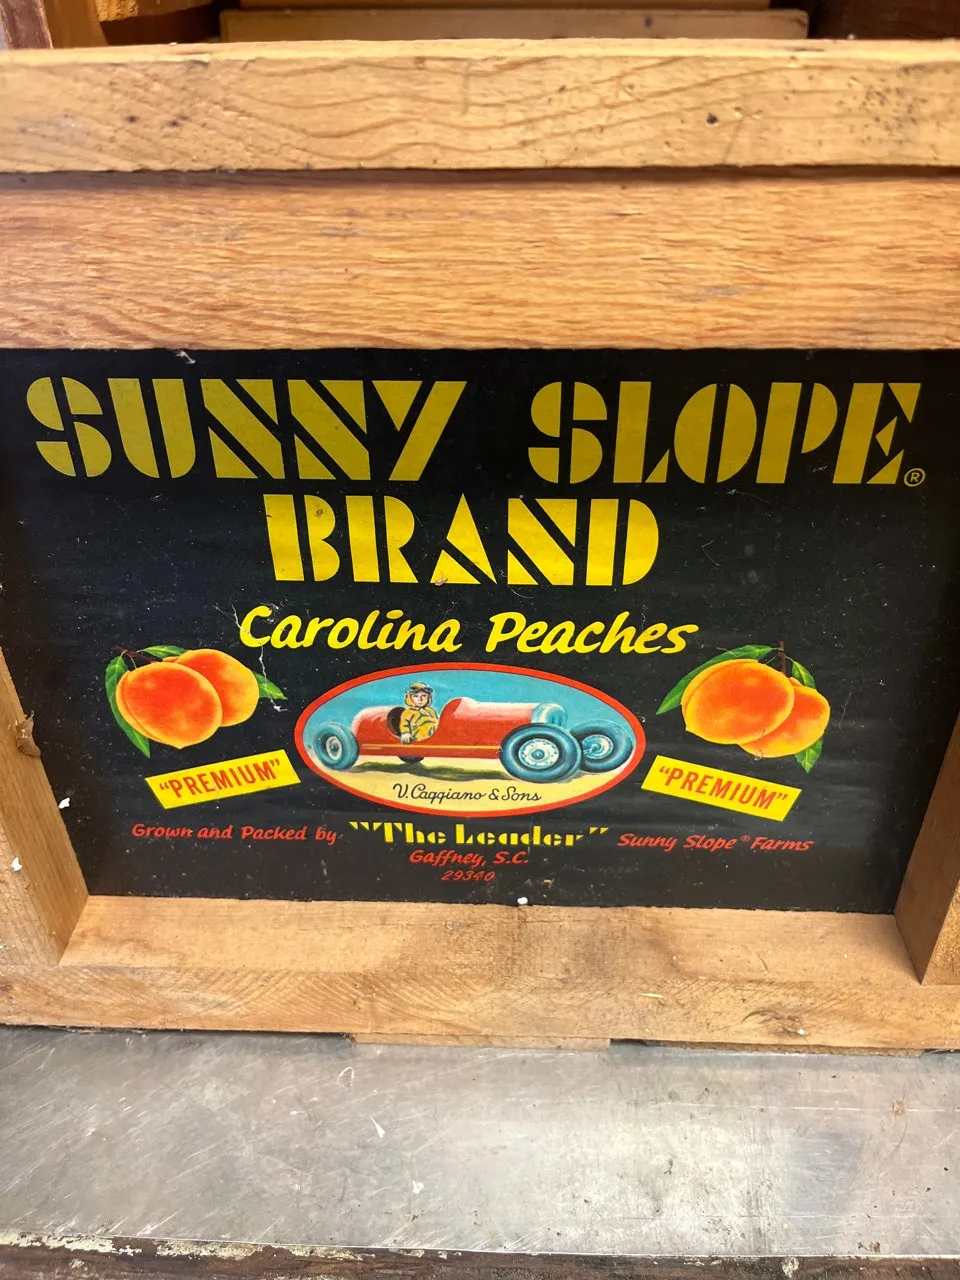 SUNNY SLOPE®
BRAND
Carolina Peaches
V. Caggiano & Sons
"PREMIUM"
"PREMIUM"
Grown and Packed by "The Leader" Sunny Slope® Farms
Gaffney, S.C.
29340